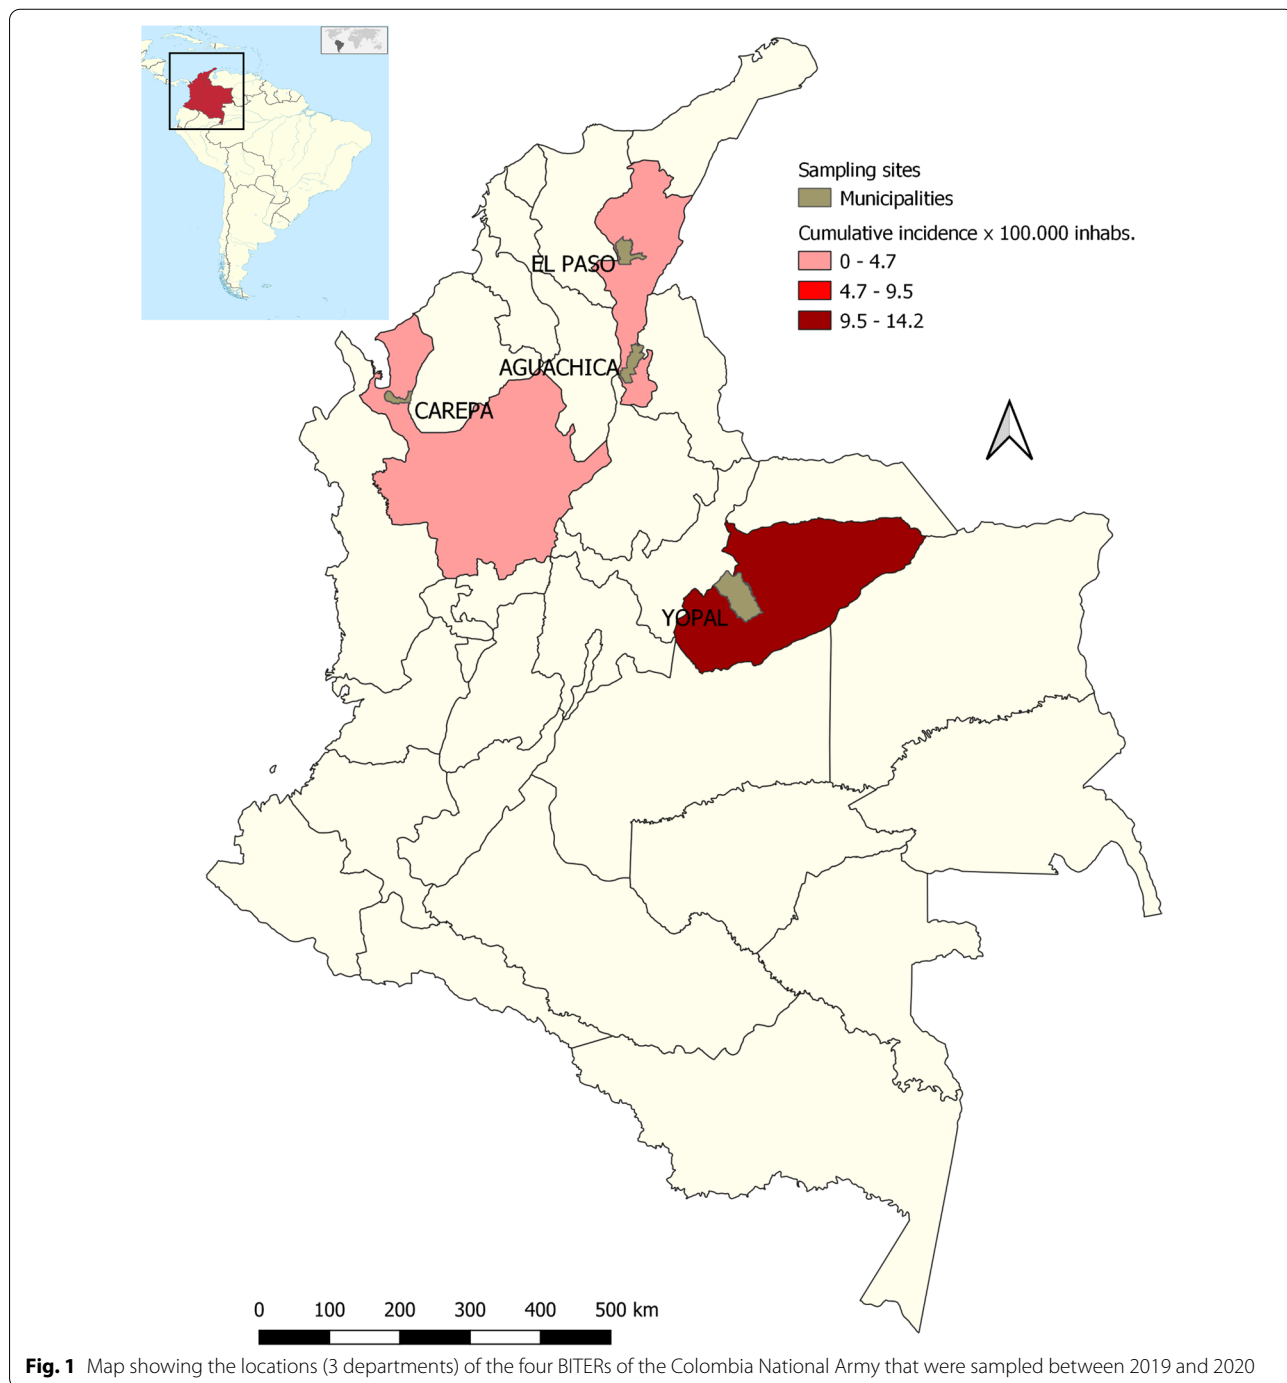 Sampling sites
Municipalities
Cumulative incidence x 100.000 inhabs.
0 - 4.7
4.7 - 9.5
9.5 - 14.2
EL PASO
AGUACHICA
CAREPA
YOPAL
0 100 200 300 400 500 km
Fig. 1 Map showing the locations (3 departments) of the four BITERs of the Colombia National Army that were sampled between 2019 and 2020